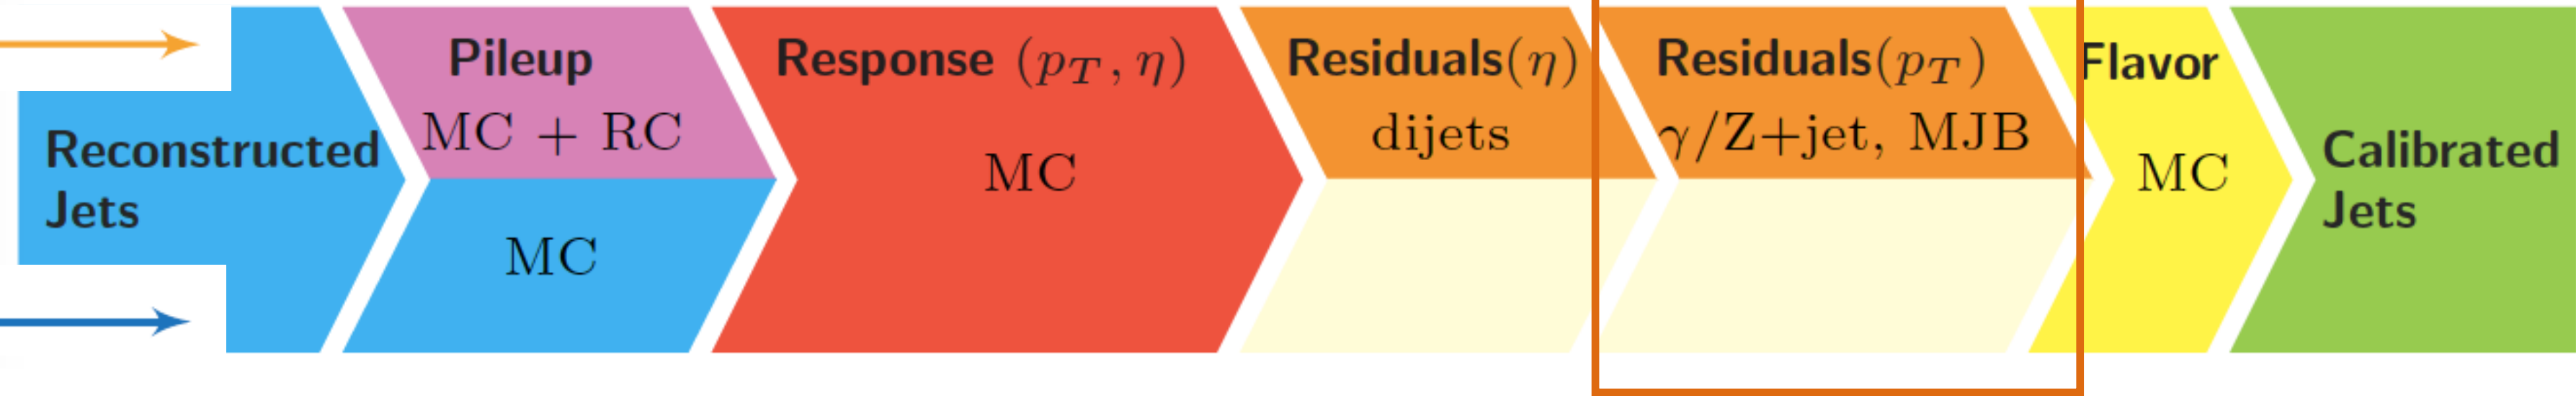 Reconstructed
Jets
Pileup
MC + RC
MC
Response (p_T, η)
MC
Residuals(η)
dijets
Residuals(p_T)
γ/Z+jet, MJB
Flavor
MC
Calibrated
Jets